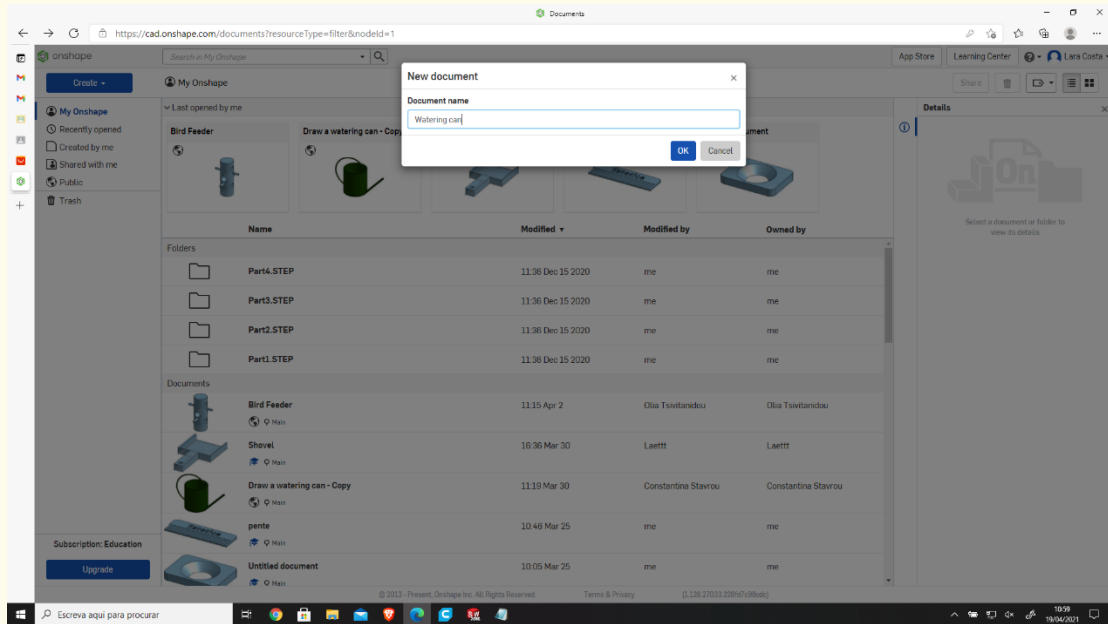 Documents
https://cad.onshape.com/documents?resourceType=filter&nodeId=1
onshape
Search in My Onshape
App Store
Learning Center
Lara Costa
Create
My Onshape
Share
My Onshape
Recently opened
Created by me
Shared with me
Public
Trash
Last opened by me
Bird Feeder
Draw a watering can - Copy
New document
Document name
Watering can
OK
Cancel
Details
Select a document or folder to
view its details.
Name Modified Modified by Owned by
Folders
Part4.STEP 11:36 Dec 15 2020 me me
Part3.STEP 11:36 Dec 15 2020 me me
Part2.STEP 11:36 Dec 15 2020 me me
Part1.STEP 11:36 Dec 15 2020 me me
Documents
Bird Feeder 11:15 Apr 2 Olia Tsivitanidou Olia Tsivitanidou
Main
Shovel 16:36 Mar 30 Laettt Laettt
Main
Draw a watering can - Copy 11:19 Mar 30 Constantina Stavrou Constantina Stavrou
Main
pente 10:46 Mar 25 me me
Main
Untitled document 10:05 Mar 25 me me
Main
Subscription: Education
Upgrade
© 2013 - Present, Onshape Inc. All Rights Reserved. Terms & Privacy
Escreva aqui para procurar
10:59
19/04/2021